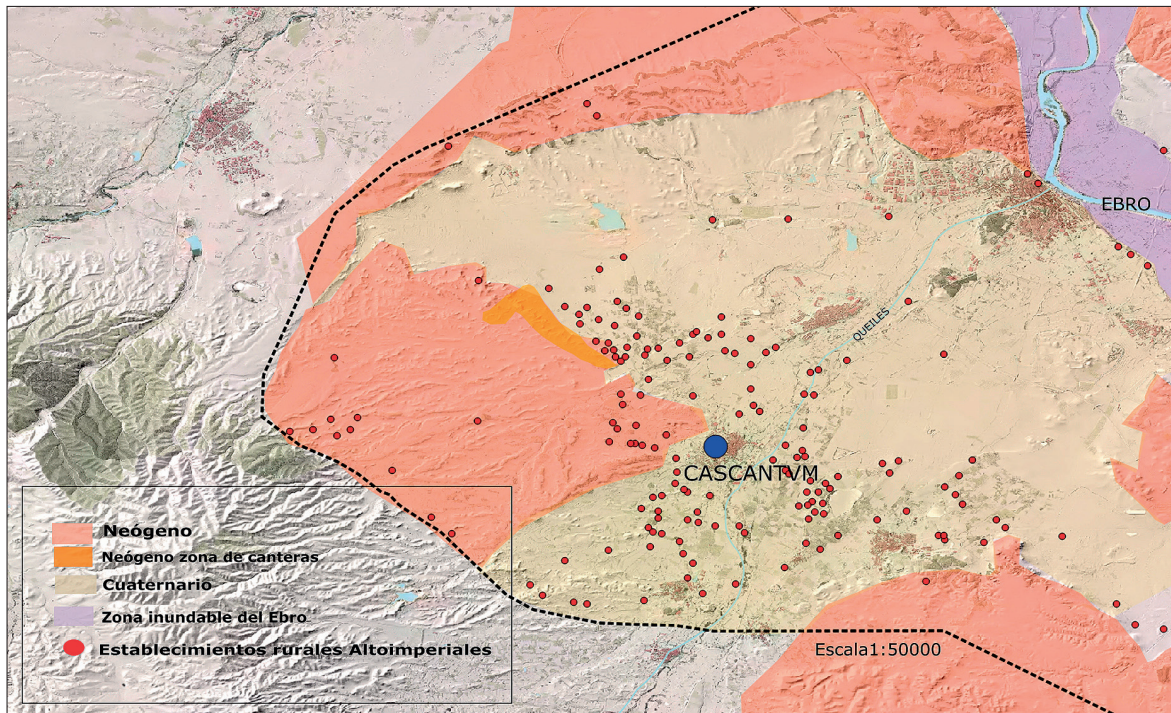 EBRO
QUEILES
CASCANTVM
Neógeno
Neógeno zona de canteras
Cuaternario
Zona inundable del Ebro
Establecimientos rurales Altoimperiales
Escala1:50000